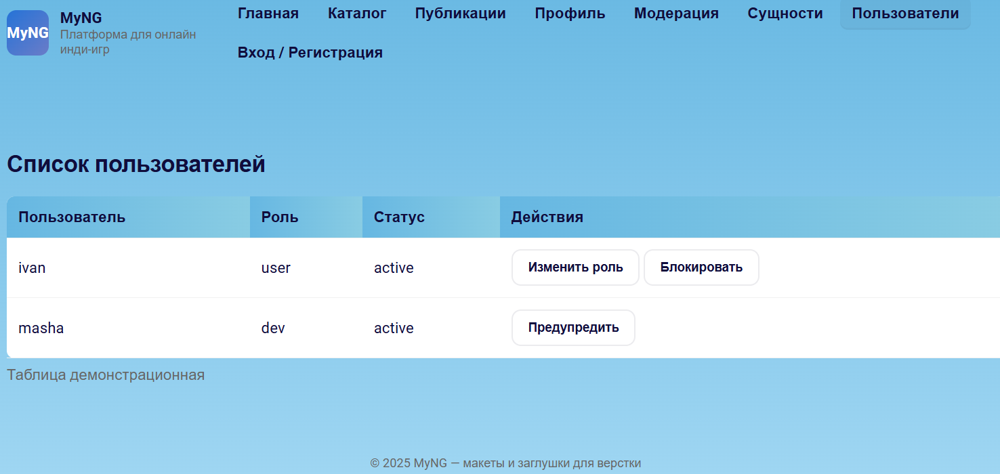 MyNG
MyNG
Платформа для онлайн
инди-игр
Главная Каталог Публикации Профиль Модерация Сущности Пользователи
Вход / Регистрация
Список пользователей
Пользователь Роль Статус Действия
ivan user active Изменить роль Блокировать
masha dev active Предупредить
Таблица демонстрационная
© 2025 MyNG — макеты и заглушки для верстки